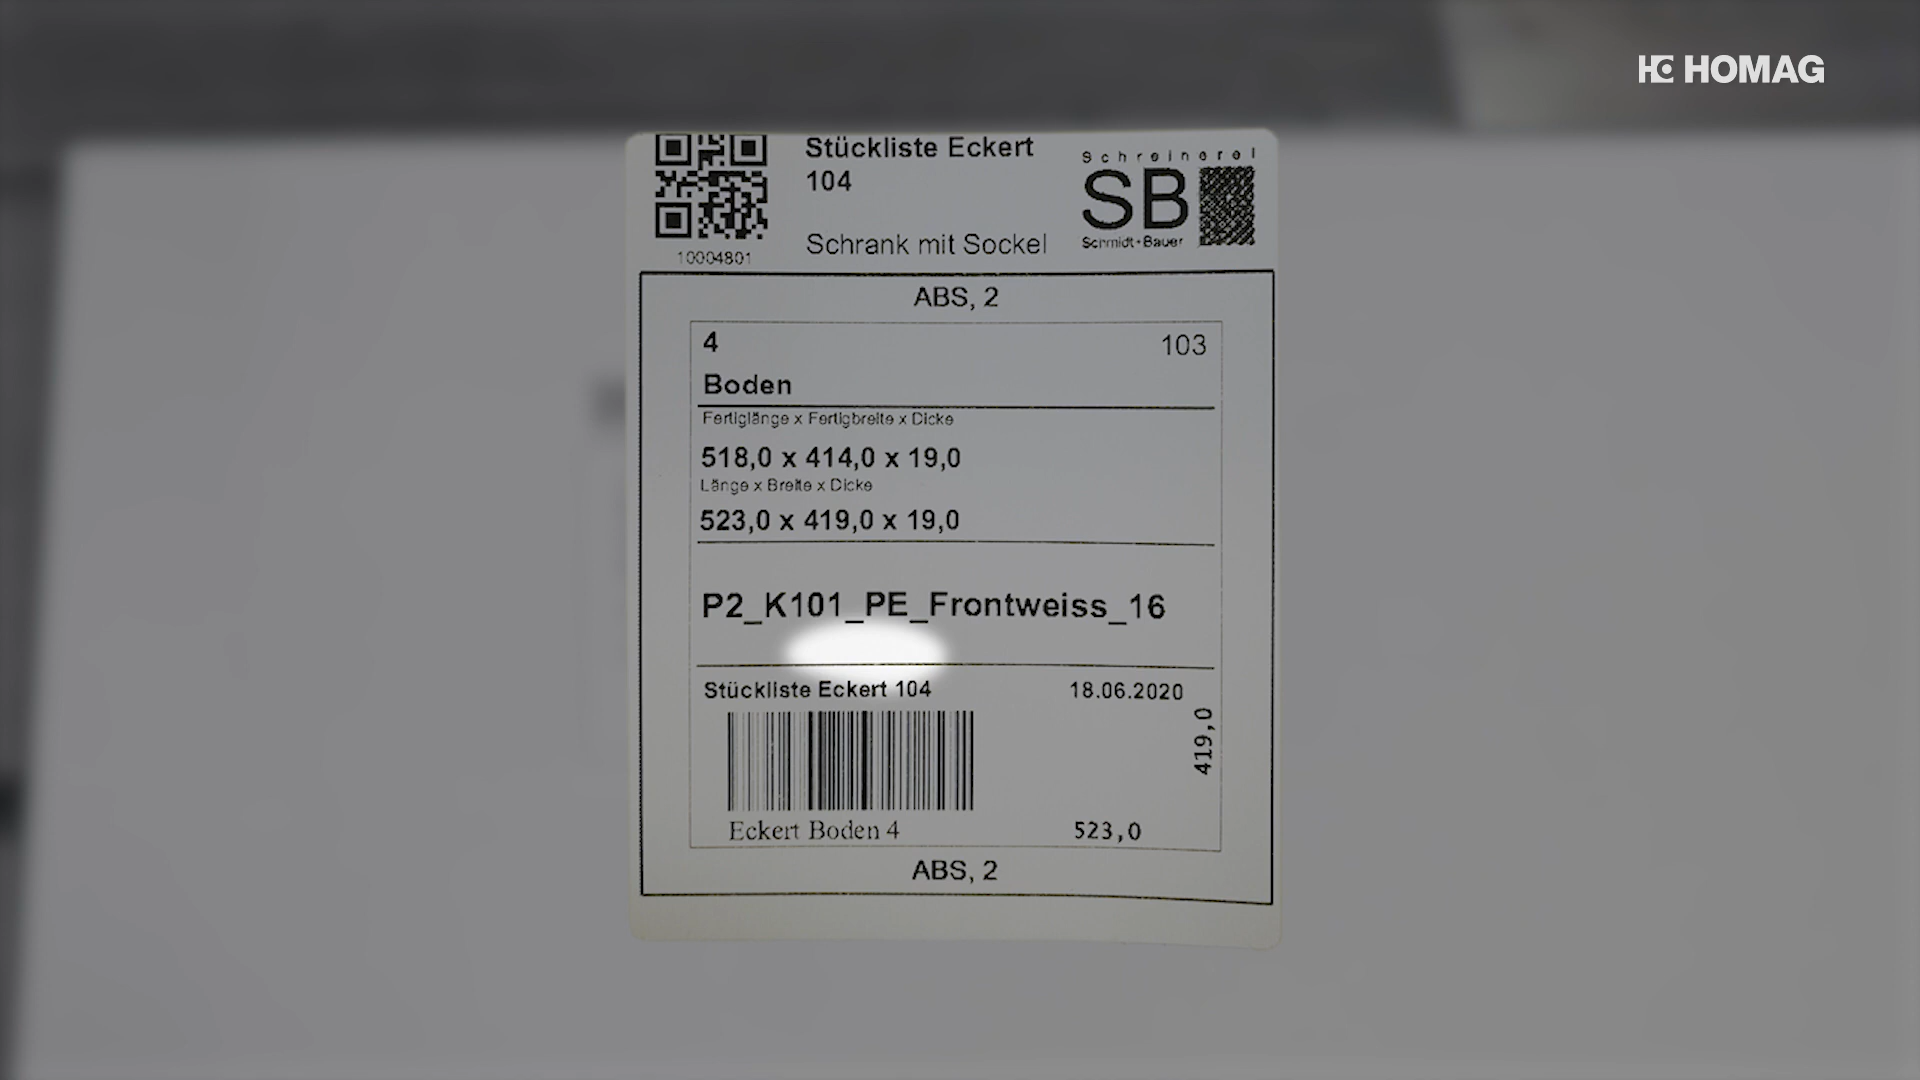 HOMAG
Stückliste Eckert
104
Schreinerei
SB
Schmidt+Bauer
Schrank mit Sockel
10004801
ABS, 2
4
103
Boden
Fertiglänge x Fertigbreite x Dicke
518,0 x 414,0 x 19,0
Länge x Breite x Dicke
523,0 x 419,0 x 19,0
P2_K101_PE_Frontweiss_16
Stückliste Eckert 104
18.06.2020
419,0
Eckert Boden 4
523,0
ABS, 2